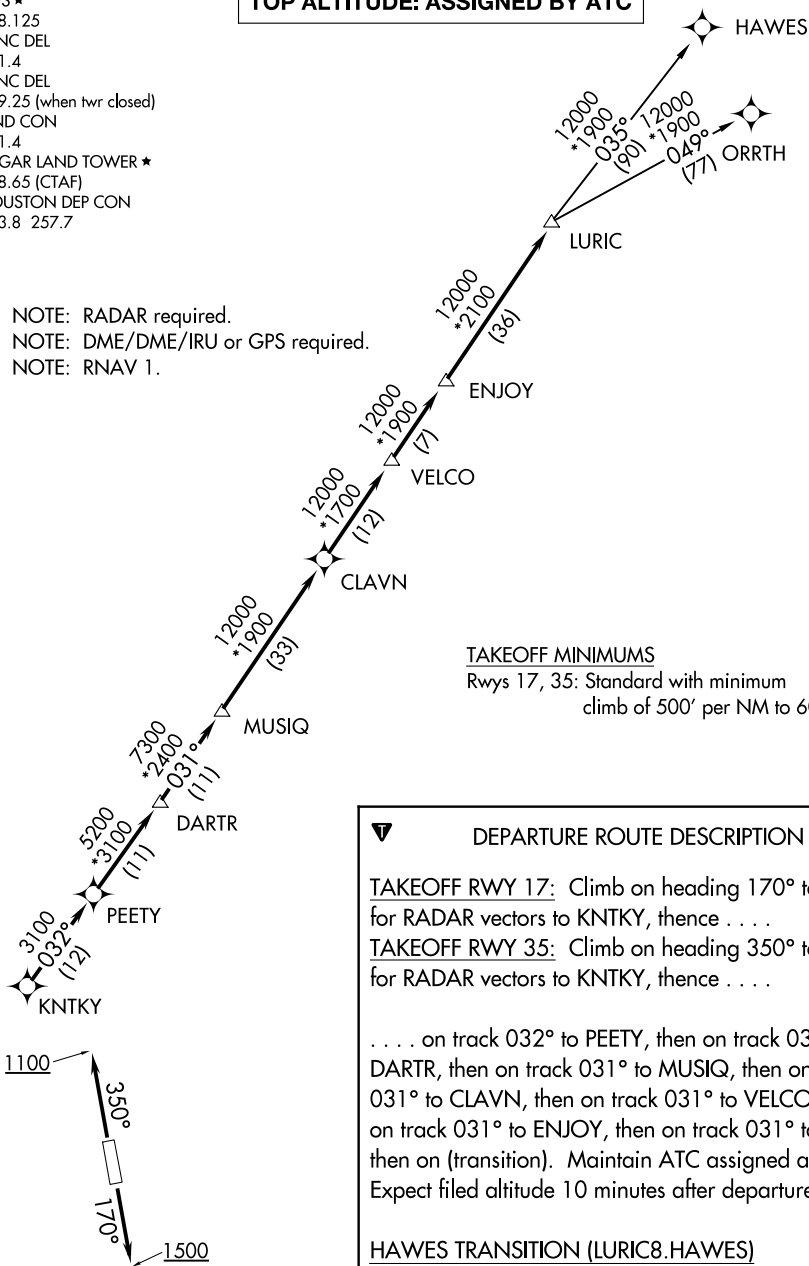 TOP ALTITUDE: ASSIGNED BY ATC
8.125
DEL
1.4
DEL
9.25 (when twr closed)
CON
1.4
LAND TOWER ★
8.65 (CTAF)
DEP CON
3.8 257.7
NOTE: RADAR required.
NOTE: DME/DME/IRU or GPS required.
NOTE: RNAV 1.
HAWES
12000
*1900
035°
(90)
12000
*1900
049°
(77)
ORRTH
LURIC
12000
*2100
(36)
ENJOY
12000
*1900
(7)
VELCO
12000
*1700
(12)
CLAVN
12000
*1900
(33)
MUSIQ
7300
*2400
031°
(11)
DARTR
5200
*3100
(11)
PEETY
3100
032°
(12)
KNTKY
1100
350°
170°
1500
TAKEOFF MINIMUMS
Rwys 17, 35: Standard with minimum
climb of 500' per NM to
T
DEPARTURE ROUTE DESCRIPTION
TAKEOFF RWY 17: Climb on heading 170°
for RADAR vectors to KNTKY, thence . . . .
TAKEOFF RWY 35: Climb on heading 350°
for RADAR vectors to KNTKY, thence . . . .
. . . . on track 032° to PEETY, then on track
DARTR, then on track 031° to MUSIQ, then on
031° to CLAVN, then on track 031° to VELCO
on track 031° to ENJOY, then on track 031°
then on (transition). Maintain ATC assigned
Expect filed altitude 10 minutes after departure
HAWES TRANSITION (LURIC8.HAWES)